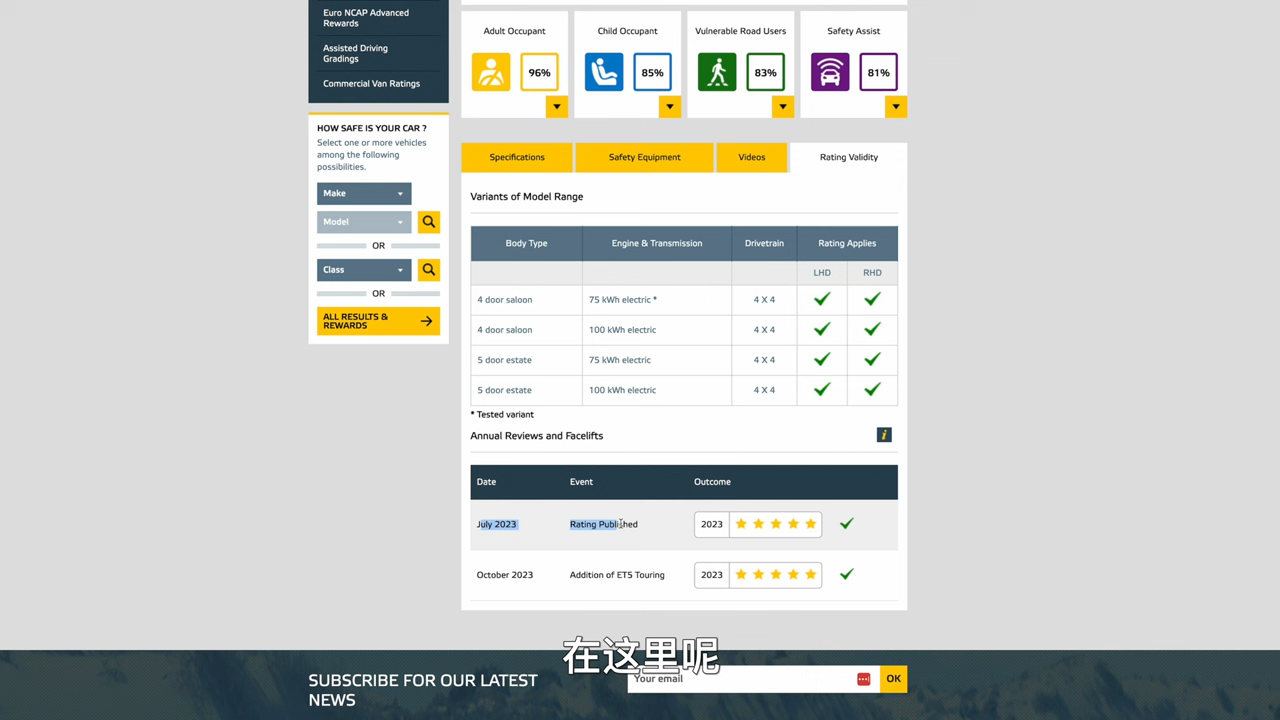 Euro NCAP Advanced
Rewards
Assisted Driving
Gradings
Commercial Van Ratings
HOW SAFE IS YOUR CAR ?
Select one or more vehicles
among the following
possibilities.
Make
Model
OR
Class
OR
ALL RESULTS &
REWARDS
Adult Occupant
96%
Child Occupant
85%
Vulnerable Road Users
83%
Safety Assist
81%
Specifications
Safety Equipment
Videos
Rating Validity
Variants of Model Range
Body Type Engine & Transmission Drivetrain Rating Applies
LHD RHD
4 door saloon 75 kWh electric * 4 X 4
4 door saloon 100 kWh electric 4 X 4
5 door estate 75 kWh electric 4 X 4
5 door estate 100 kWh electric 4 X 4
* Tested variant
Annual Reviews and Facelifts
i
Date Event Outcome
July 2023 Rating Published 2023
October 2023 Addition of ET5 Touring 2023
在这里呢
SUBSCRIBE FOR OUR LATEST
NEWS
Your email
OK